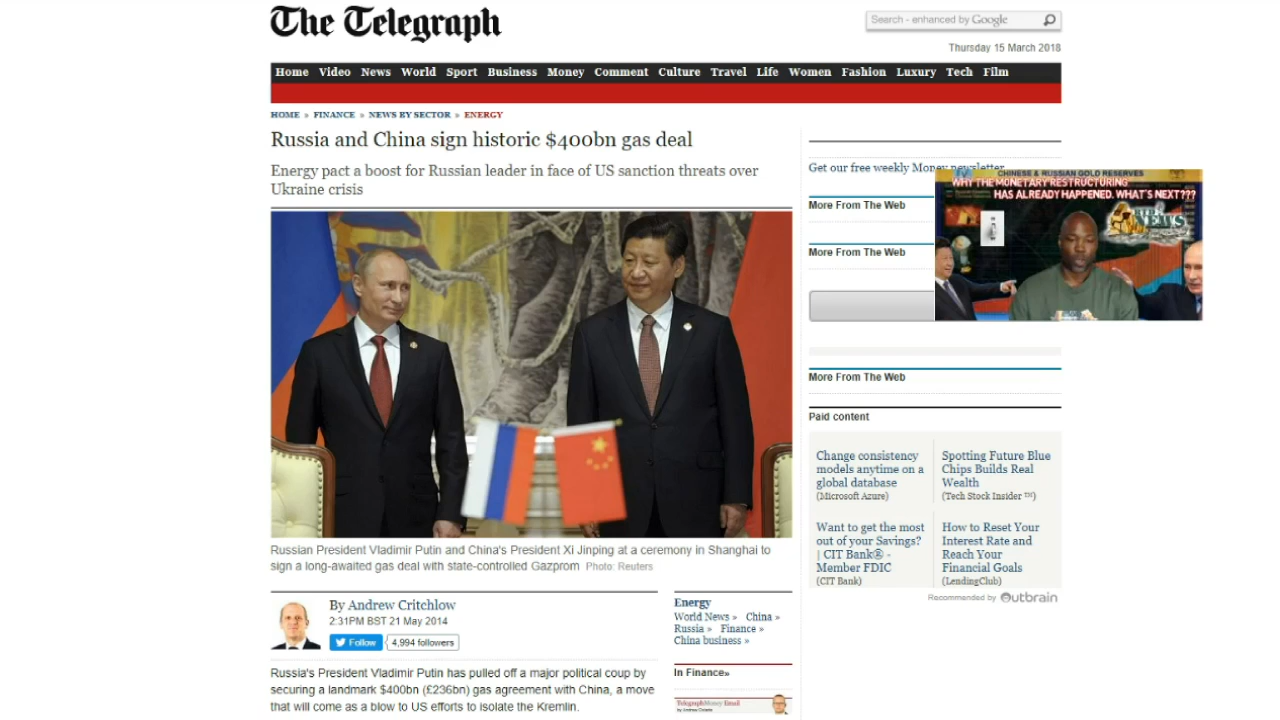 The Telegraph
Search - enhanced by Google
Thursday 15 March 2018
Home Video News World Sport Business Money Comment Culture Travel Life Women Fashion Luxury Tech Film
HOME » FINANCE » NEWS BY SECTOR » ENERGY
Russia and China sign historic $400bn gas deal
Energy pact a boost for Russian leader in face of US sanction threats over
Ukraine crisis
Russian President Vladimir Putin and China's President Xi Jinping at a ceremony in Shanghai to
sign a long-awaited gas deal with state-controlled Gazprom Photo: Reuters
By Andrew Critchlow
2:31PM BST 21 May 2014
Follow 4,994 followers
Russia's President Vladimir Putin has pulled off a major political coup by
securing a landmark $400bn (£236bn) gas agreement with China, a move
that will come as a blow to US efforts to isolate the Kremlin.
Energy
World News » China »
Russia » Finance »
China business »
In Finance»
TelegraphMoney Email
Get our free weekly Money newsletter
CHINESE & RUSSIAN GOLD RESERVES
WHY THE MONETARY RESTRUCTURING
HAS ALREADY HAPPENED. WHAT'S NEXT???
NEWS
More From The Web
More From The Web
More From The Web
Paid content
Change consistency
models anytime on a
global database
(Microsoft Azure)
Spotting Future Blue
Chips Builds Real
Wealth
(Tech Stock Insider ™)
Want to get the most
out of your Savings?
| CIT Bank® -
Member FDIC
(CIT Bank)
How to Reset Your
Interest Rate and
Reach Your
Financial Goals
(LendingClub)
Recommended by Outbrain